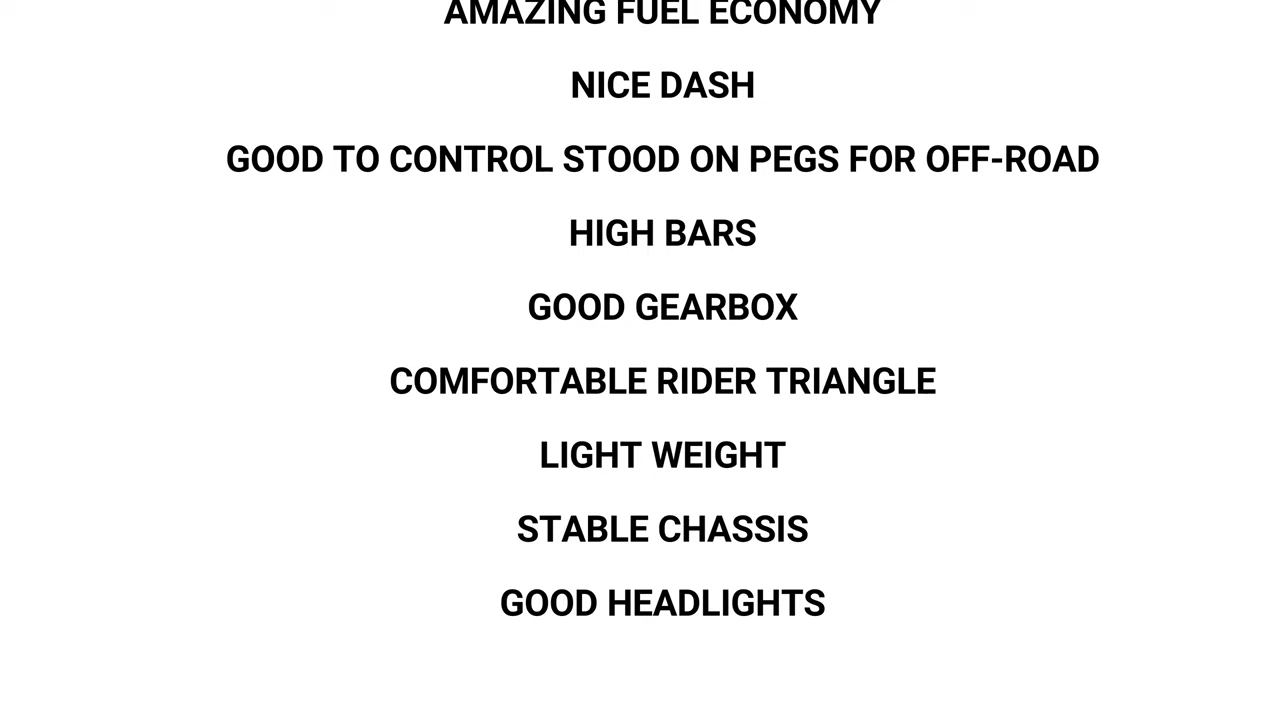 AMAZING FUEL ECONOMY
NICE DASH
GOOD TO CONTROL STOOD ON PEGS FOR OFF-ROAD
HIGH BARS
GOOD GEARBOX
COMFORTABLE RIDER TRIANGLE
LIGHT WEIGHT
STABLE CHASSIS
GOOD HEADLIGHTS